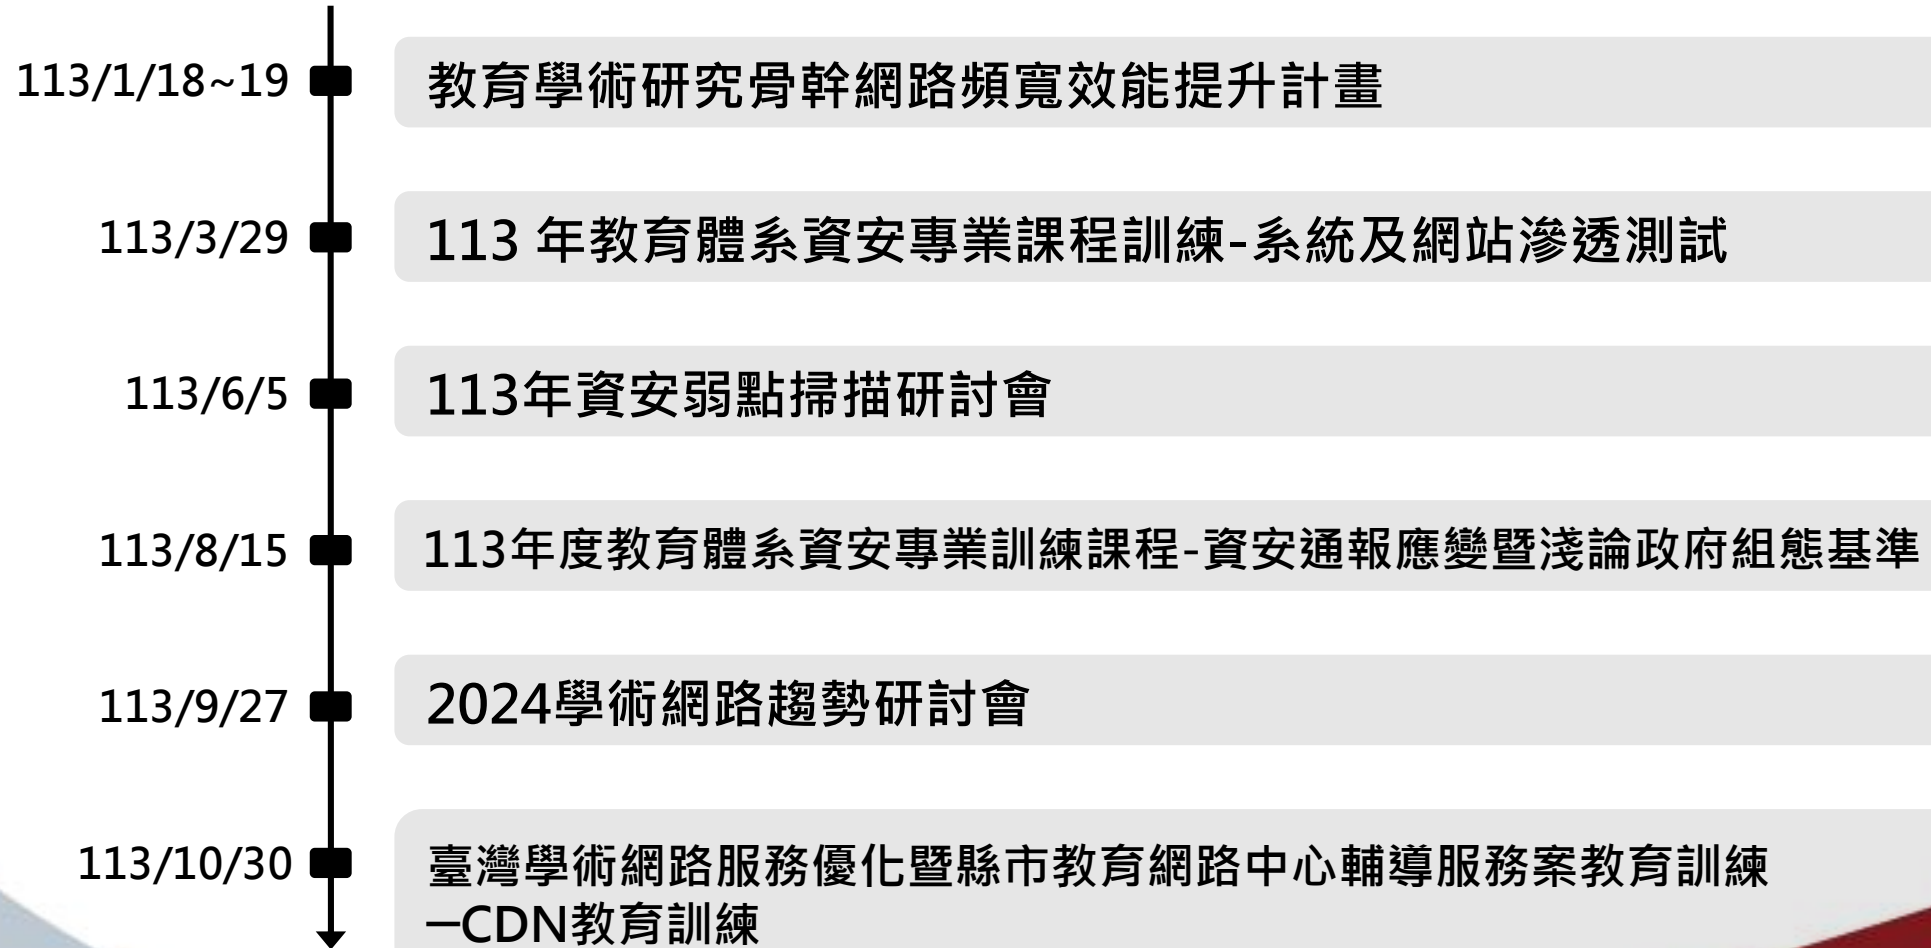 113/1/18~19 教育學術研究骨幹網路頻寬效能提升計畫
113/3/29 113 年教育體系資安專業課程訓練-系統及網站滲透測試
113/6/5 113年資安弱點掃描研討會
113/8/15 113年度教育體系資安專業訓練課程-資安通報應變暨淺論政府組態基準
113/9/27 2024學術網路趨勢研討會
113/10/30 臺灣學術網路服務優化暨縣市教育網路中心輔導服務案教育訓練
─CDN教育訓練